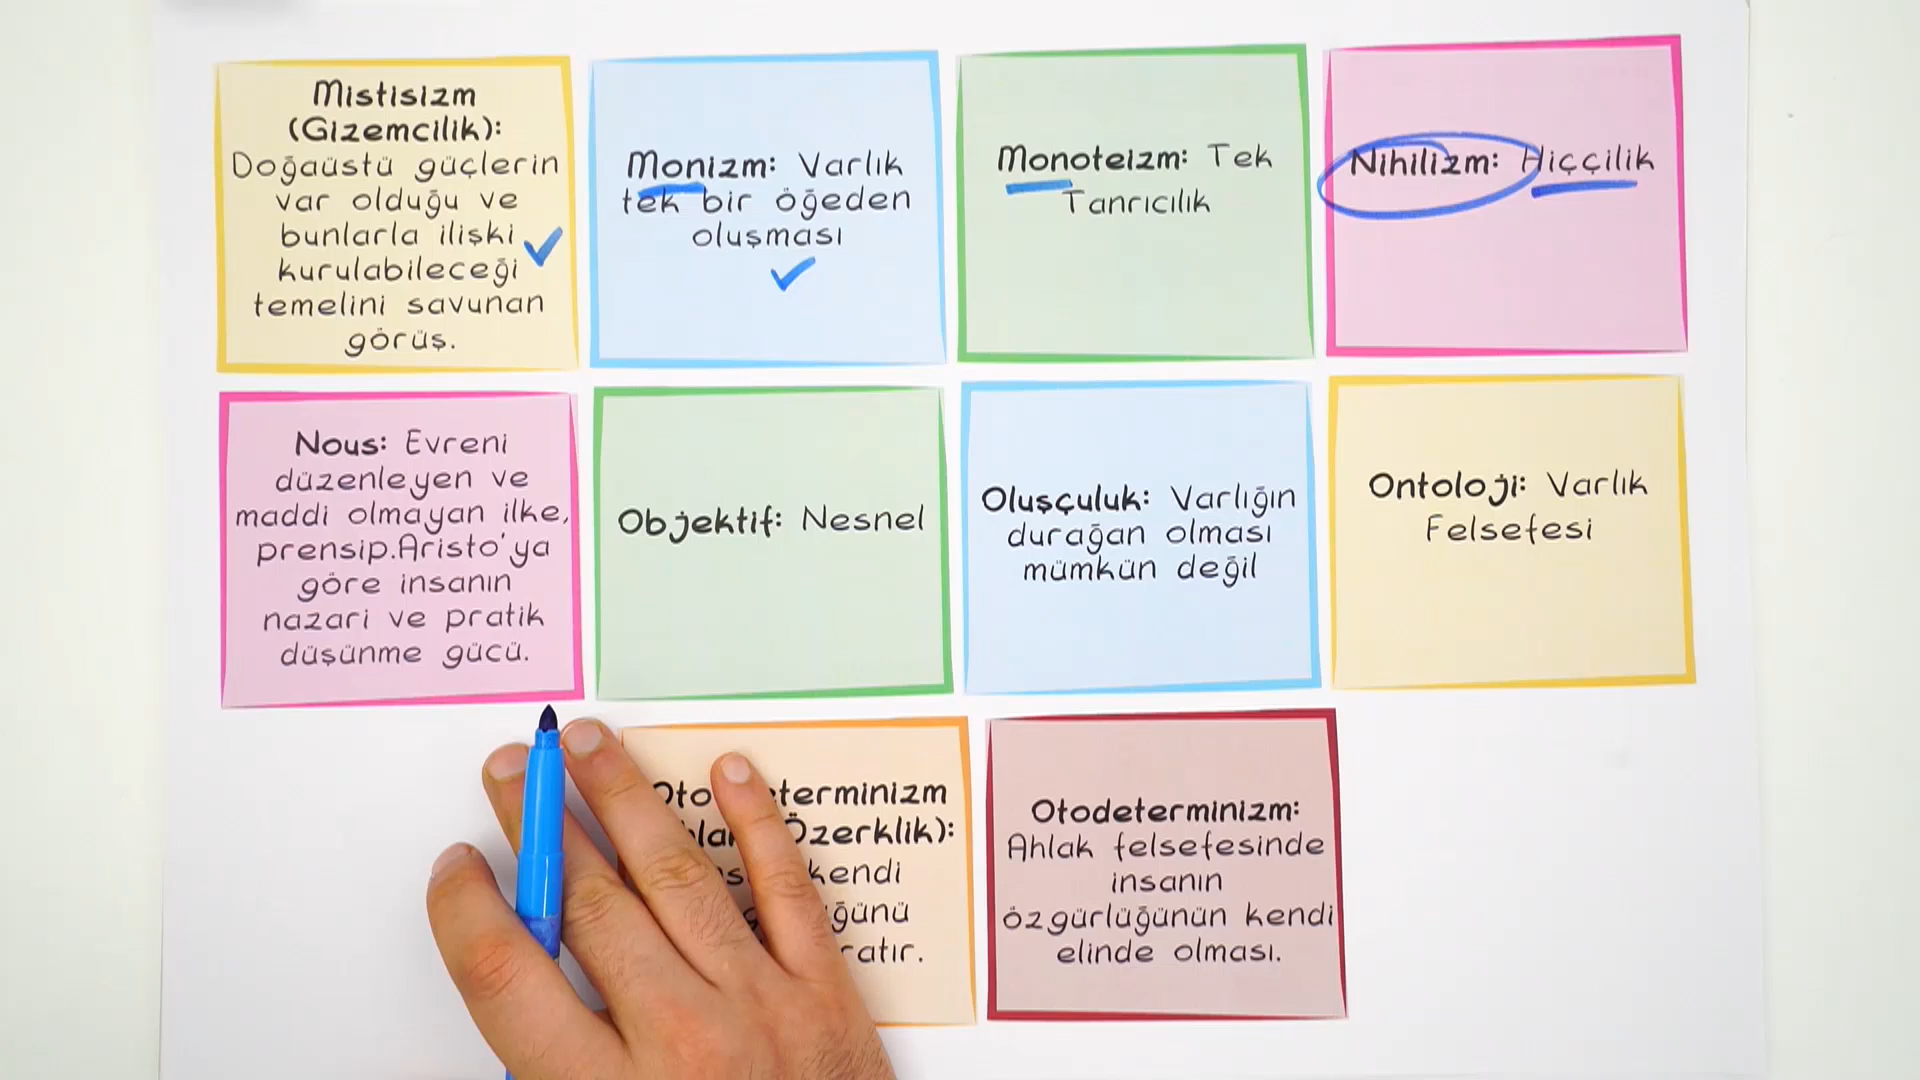 Mistisizm
(Gizemcilik):
Doğaüstü güçlerin
var olduğu ve
bunlarla ilişki
kurulabileceği
temelini savunan
görüş.
Monizm: Varlık
tek bir öğeden
oluşması
Monoteizm: Tek
Tanrıcılık
Nihilizm: Hiççilik
Nous: Evreni
düzenleyen ve
maddi olmayan ilke,
prensip.Aristo'ya
göre insanın
nazari ve pratik
düşünme gücü.
Objektif: Nesnel
Oluşçuluk: Varlığın
durağan olması
mümkün değil
Ontoloji: Varlık
Felsefesi
Özerklik):
kendi
Otodeterminizm:
Ahlak felsefesinde
insanın
özgürlüğünün kendi
elinde olması.